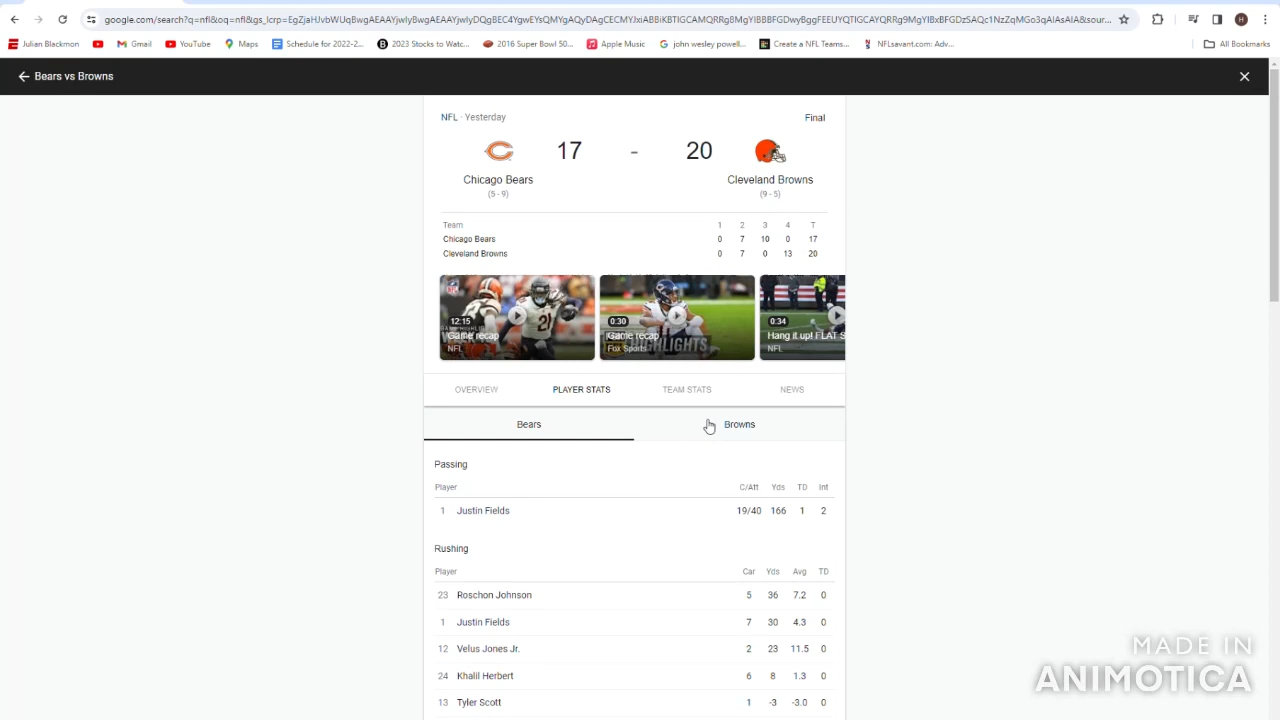 google.com/search?q=nfl&oq=nfl&gs_lcrp=
Julian Blackmon Gmail YouTube Maps Schedule for 2022-2... 2023 Stocks to Watc... 2016 Super Bowl 50... Apple Music john wesley powell... Create a NFL Teams... NFLsavant.com: Adv... All Bookmarks
Bears vs Browns
NFL · Yesterday Final
17 - 20
Chicago Bears Cleveland Browns
(5 - 9) (9 - 5)
Team 1 2 3 4 T
Chicago Bears 0 7 10 0 17
Cleveland Browns 0 7 0 13 20
12:15 0:30 0:34
Game recap Game recap Hang it up! FLAT S
NFL Fox Sports NFL
HIGHLIGHTS
OVERVIEW PLAYER STATS TEAM STATS NEWS
Bears Browns
Passing
Player C/Att Yds TD Int
1 Justin Fields 19/40 166 1 2
Rushing
Player Car Yds Avg TD
23 Roschon Johnson 5 36 7.2 0
1 Justin Fields 7 30 4.3 0
12 Velus Jones Jr. 2 23 11.5 0
24 Khalil Herbert 6 8 1.3 0
13 Tyler Scott 1 -3 -3.0 0
MADE IN
ANIMOTICA